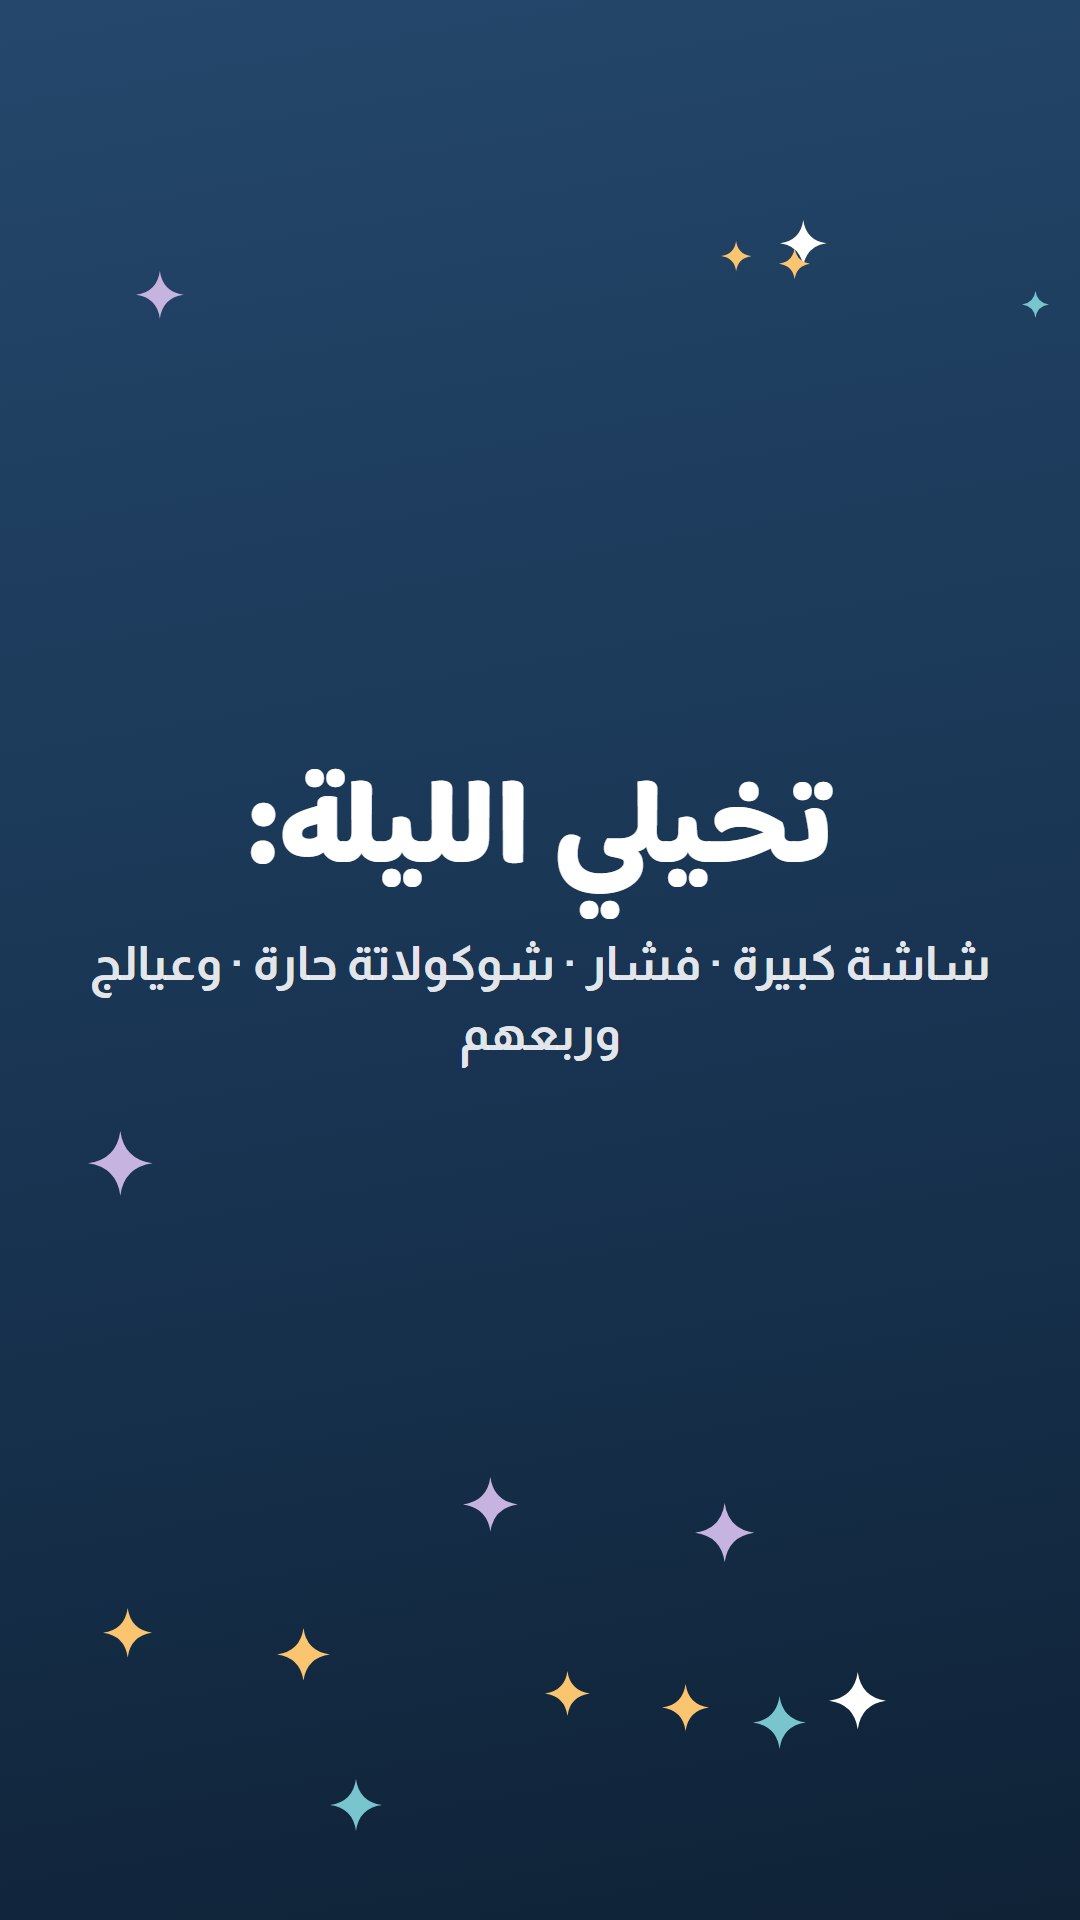 تخيلي الليلة:
شاشة كبيرة · فشار · شوكولاتة حارة · وعيالج
وربعهم